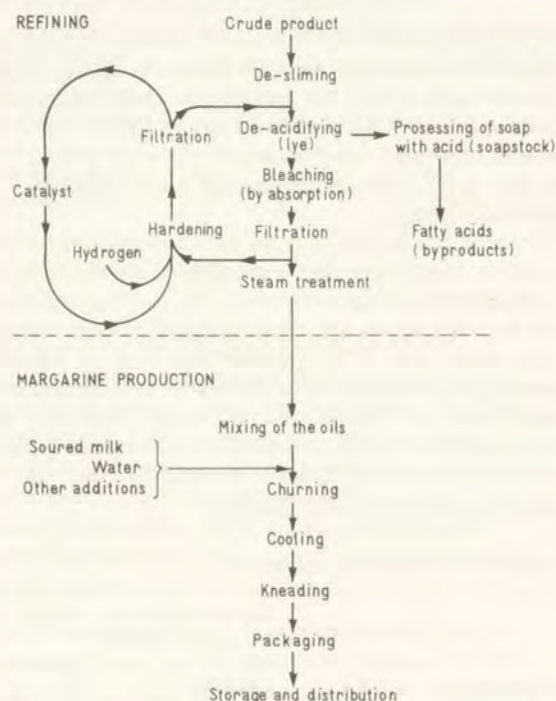 REFINING
Crude product
De-sliming
Filtration
De-acidifying
(lye)
Prosessing of soap
with acid (soapstock)
Catalyst
Bleaching
(by absorption)
Hardening
Filtration
Fatty acids
(byproducts)
Hydrogen
Steam treatment
MARGARINE PRODUCTION
Mixing of the oils
Soured milk
Water
Other additions
Churning
Cooling
Kneading
Packaging
Storage and distribution